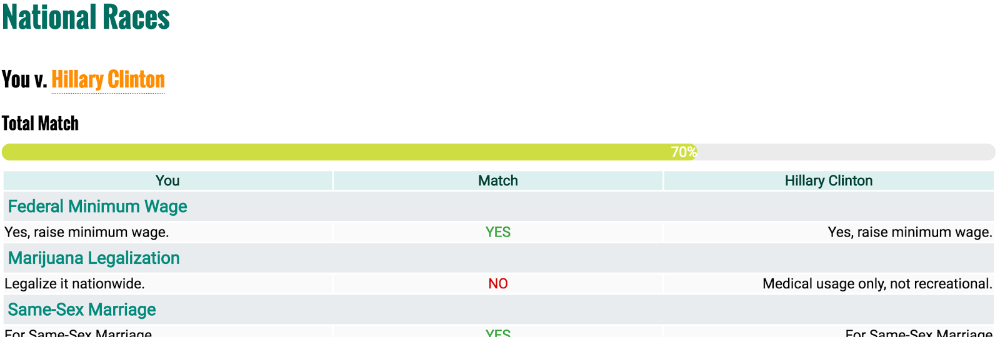 National Races
You v. Hillary Clinton
Total Match
70%
You Match Hillary Clinton
Federal Minimum Wage
Yes, raise minimum wage. YES Yes, raise minimum wage.
Marijuana Legalization
Legalize it nationwide. NO Medical usage only, not recreational.
Same-Sex Marriage
For Same-Sex Marriage YES For Same-Sex Marriage